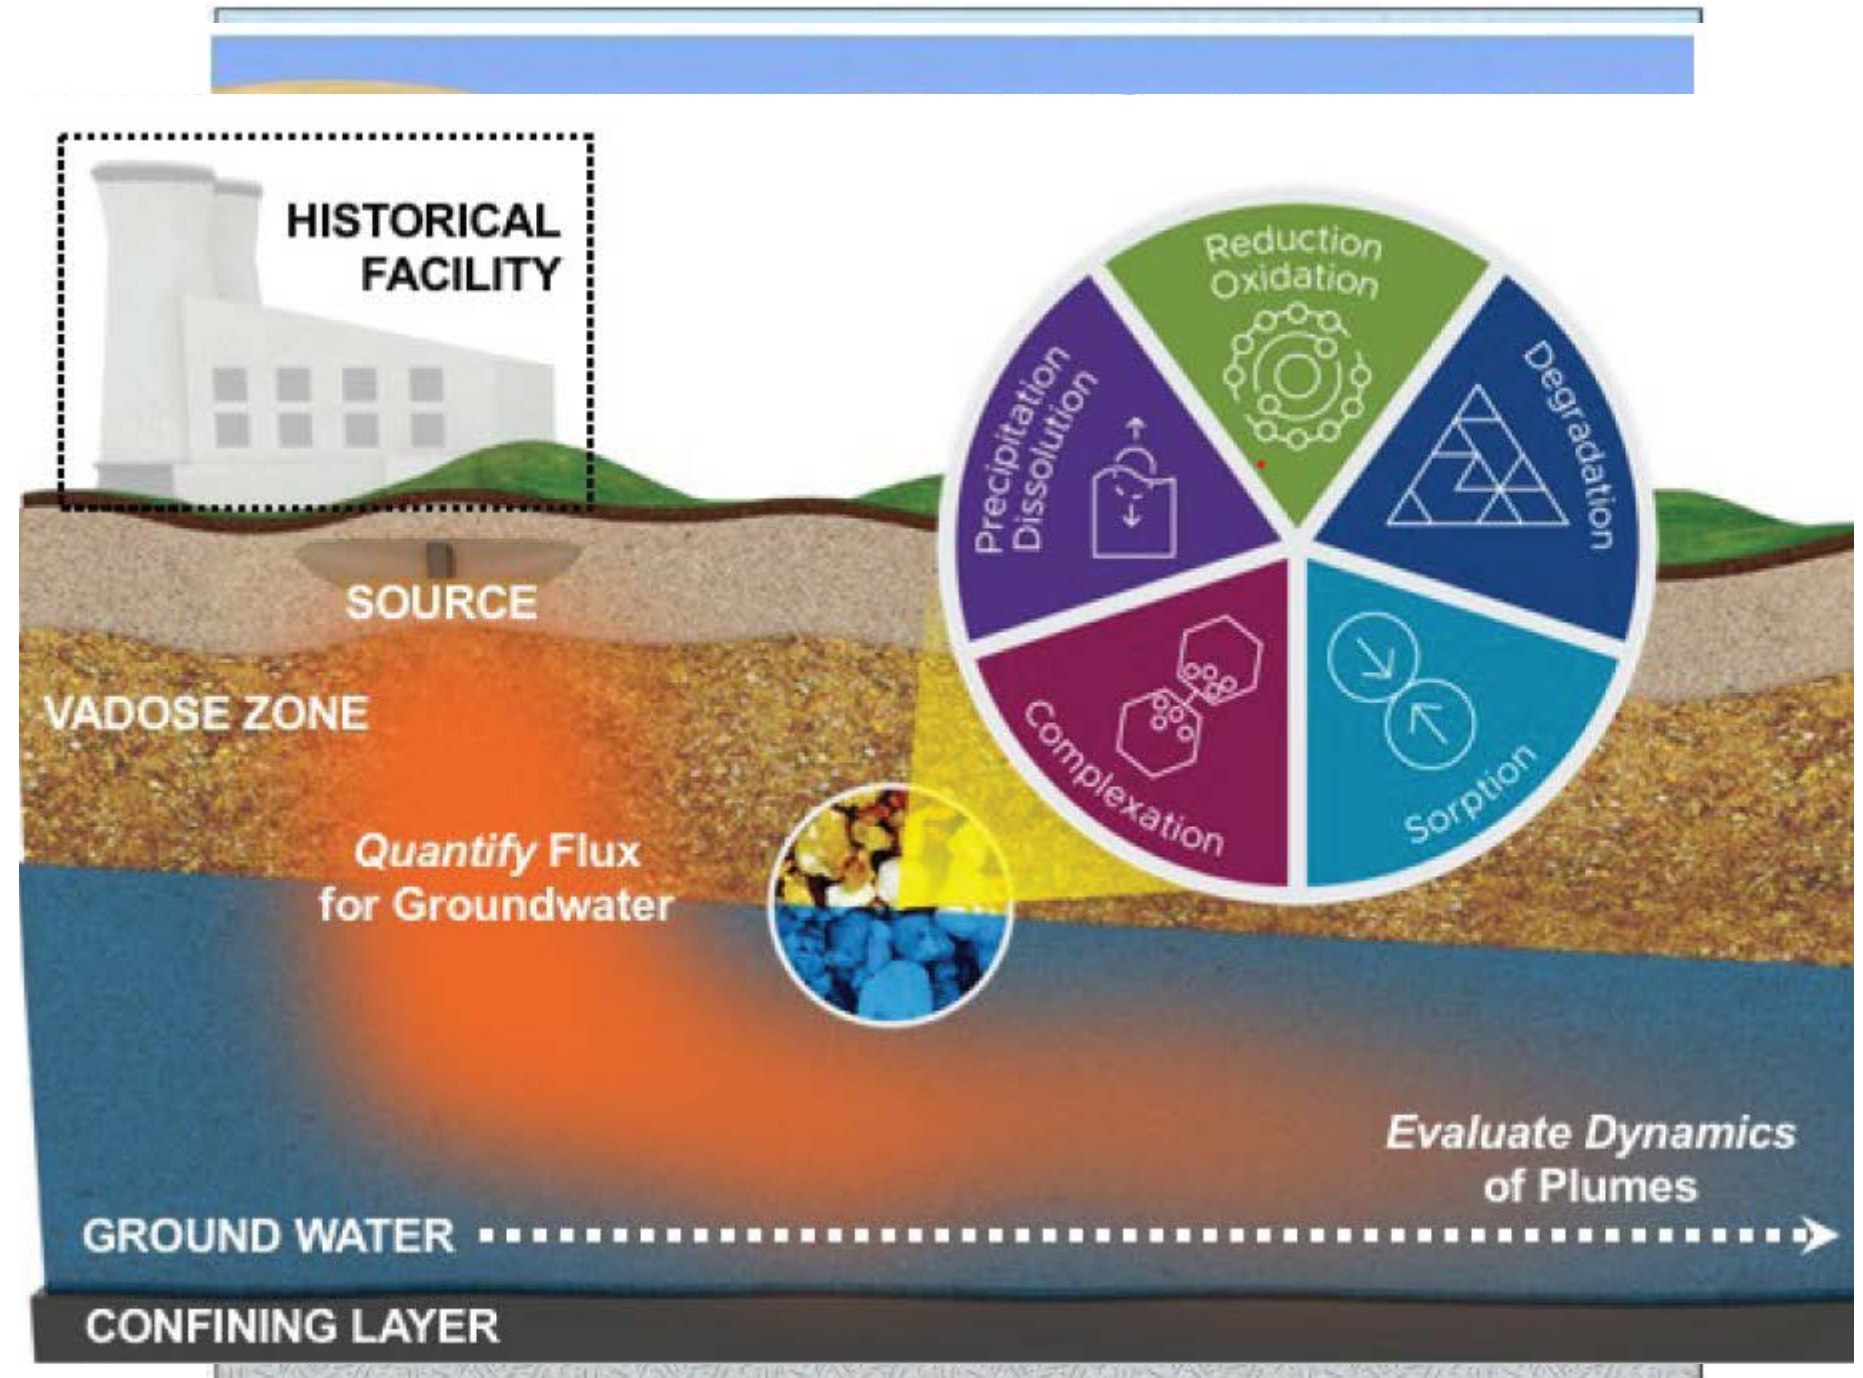 HISTORICAL
FACILITY
Reduction
Oxidation
Precipitation
Dissolution
Degradation
Complexation
Sorption
SOURCE
VADOSE ZONE
Quantify Flux
for Groundwater
Evaluate Dynamics
of Plumes
GROUND WATER
CONFINING LAYER